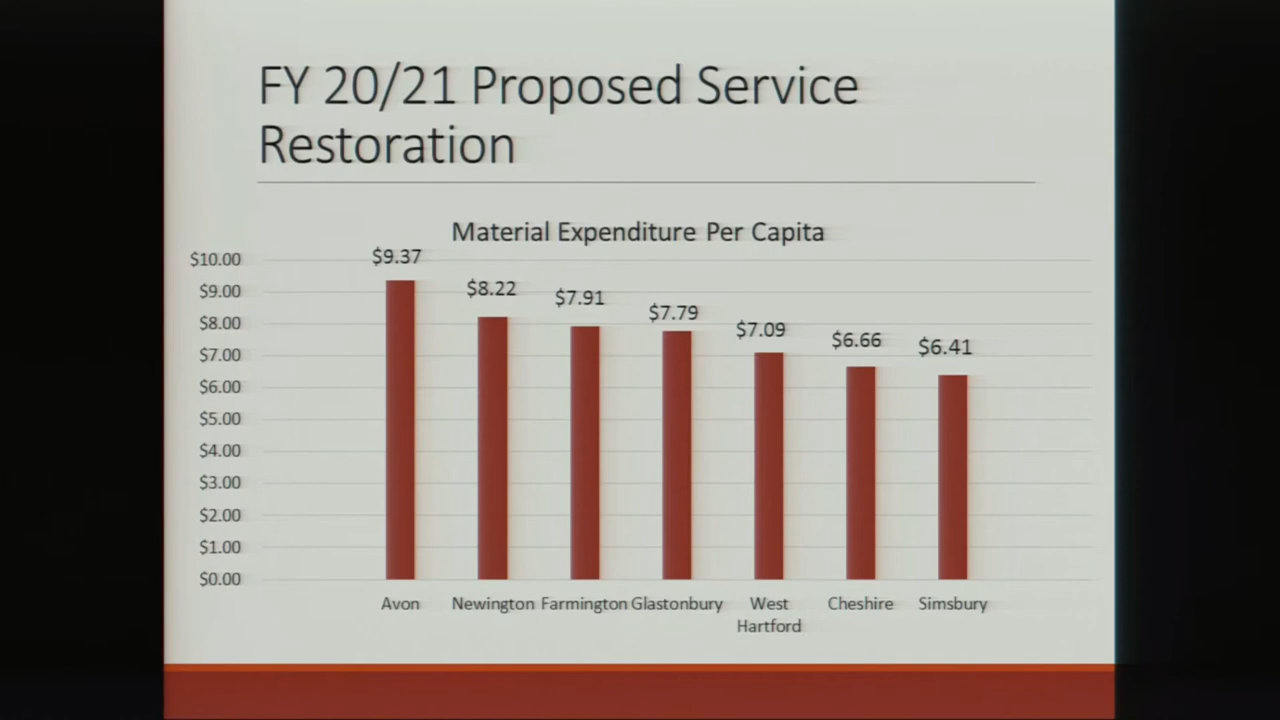 FY 20/21 Proposed Service
Restoration
Material Expenditure Per Capita
$10.00
$9.00
$8.00
$7.00
$6.00
$5.00
$4.00
$3.00
$2.00
$1.00
$0.00
$9.37
$8.22
$7.91
$7.79
$7.09
$6.66
$6.41
Avon
Newington
Farmington
Glastonbury
West
Hartford
Cheshire
Simsbury